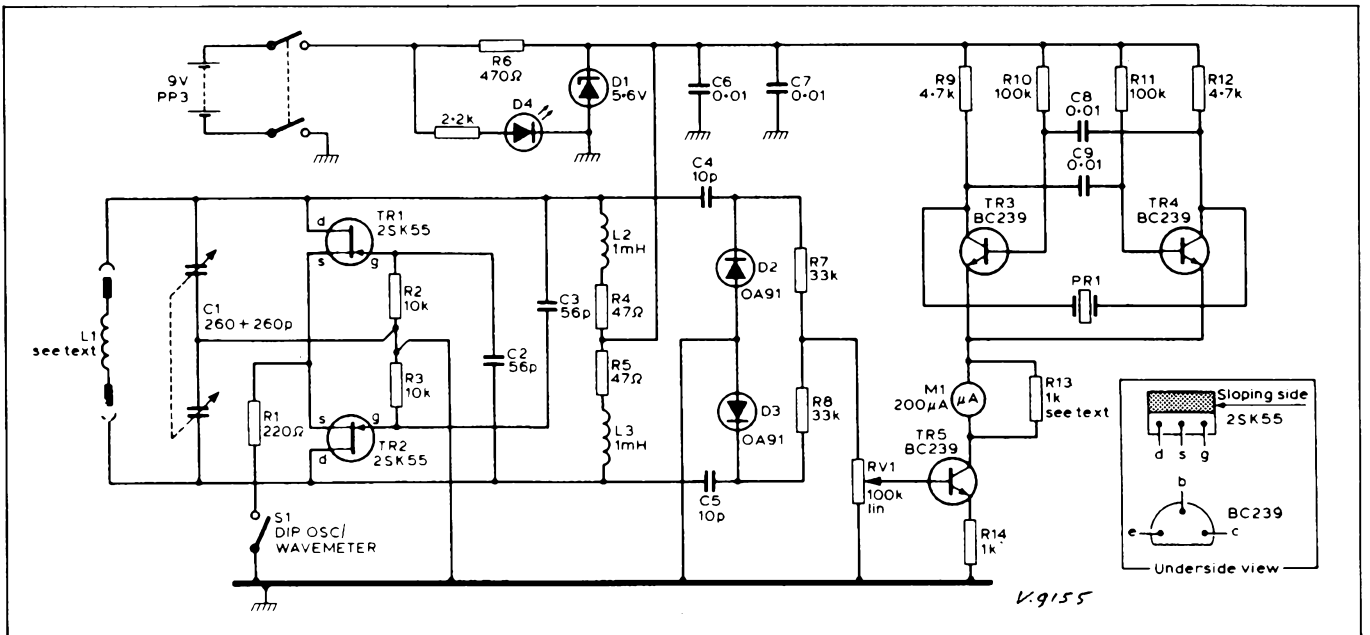 9V
PP3
R6
470Ω
D4
2·2k
D1
5·6V
C6
0·01
C7
0·01
R9
4·7k
R10
100k
R11
100k
R12
4·7k
C8
0·01
C9
0·01
TR3
BC239
TR4
BC239
PR1
C4
10p
d
TR1
2SK55
s
g
R2
10k
C1
260+260p
L1
see text
R3
10k
C3
56p
C2
56p
L2
1mH
R4
47Ω
R5
47Ω
L3
1mH
D2
OA91
D3
OA91
R7
33k
R8
33k
R1
220Ω
s
g
TR2
2SK55
d
C5
10p
S1
DIP OSC/
WAVEMETER
RV1
100k
lin
M1
200µA
µA
R13
1k
see text
TR5
BC239
R14
1k
Sloping side
2SK55
d s g
b
BC239
e
c
Underside view
V.9155